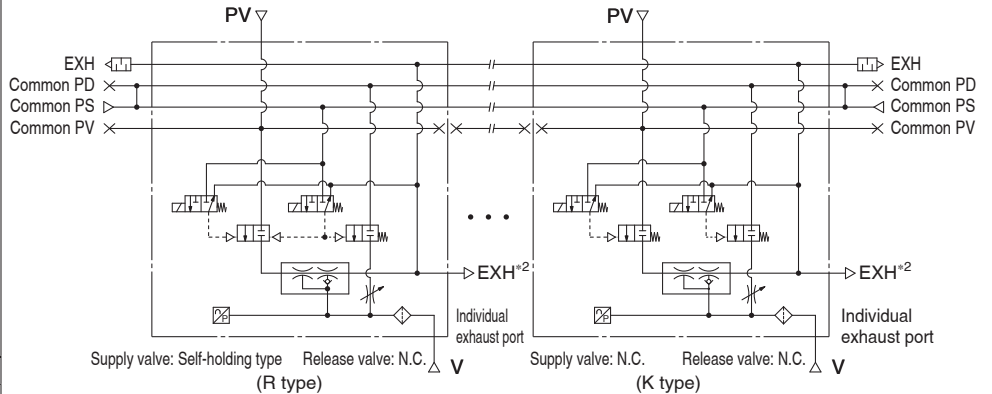 PV PV
EXH EXH
Common PD Common PD
Common PS Common PS
Common PV Common PV
• • •
EXH*2 EXH*2
P P
Individual exhaust port Individual exhaust port
Supply valve: Self-holding type Release valve: N.C. V Supply valve: N.C. Release valve: N.C. V
(R type) (K type)